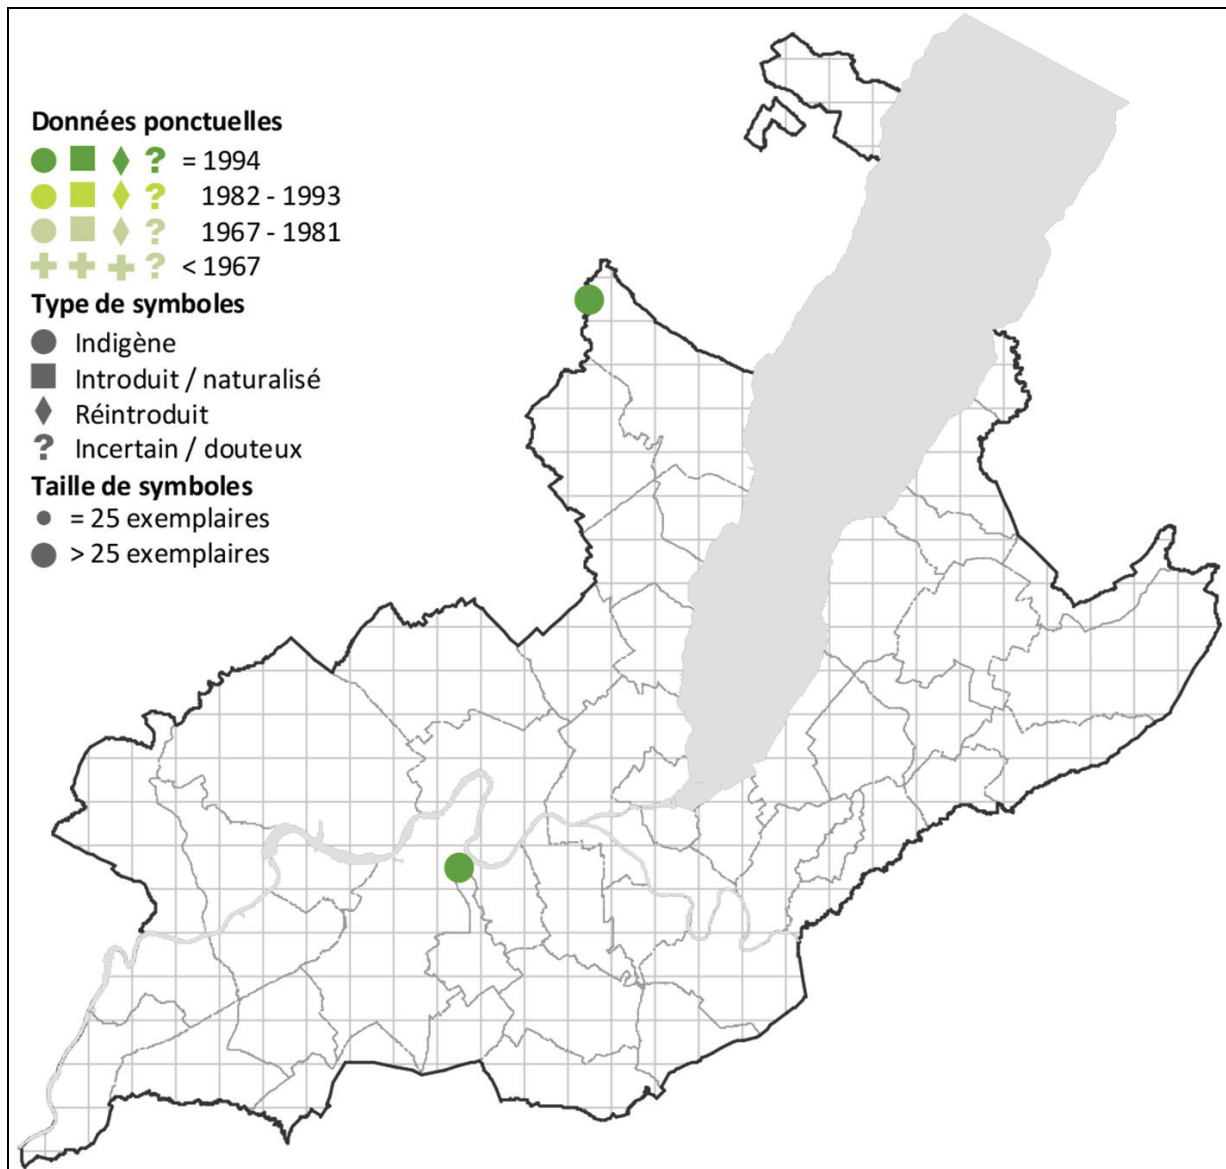 Données ponctuelles
? = 1994
? 1982 - 1993
? 1967 - 1981
? < 1967
Type de symboles
Indigène
Introduit / naturalisé
Réintroduit
? Incertain / douteux
Taille de symboles
= 25 exemplaires
> 25 exemplaires